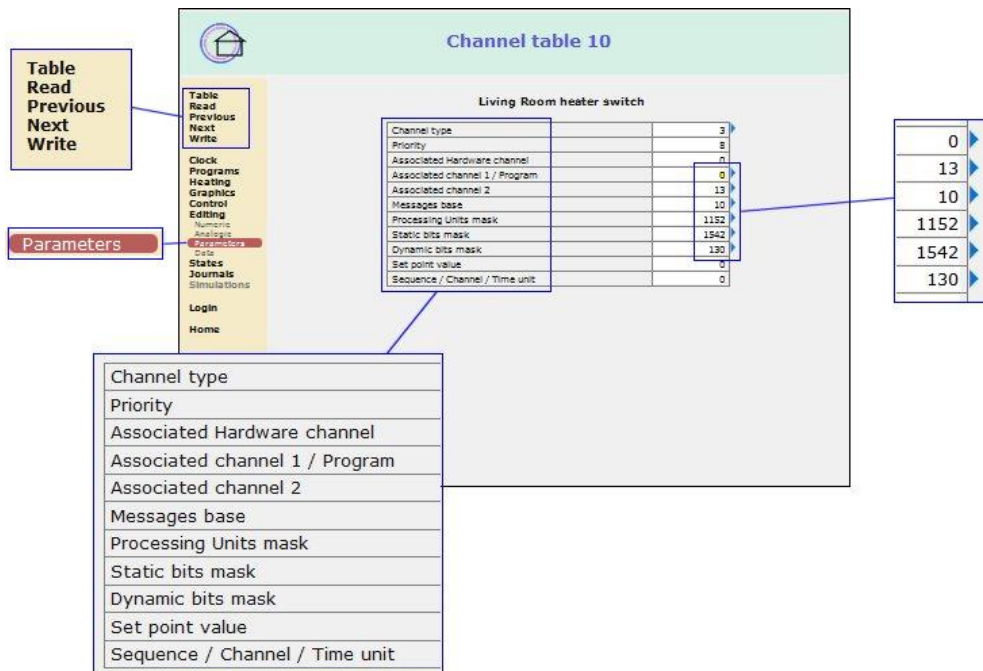 Channel table 10
Table
Read
Previous
Next
Write
Table
Read
Previous
Next
Write
Clock
Programs
Heating
Graphics
Control
Editing
Numeric
Analogic
Parameters
Data
States
Journals
Simulations
Login
Home
Parameters
Living Room heater switch
Channel type 3
Priority 8
Associated Hardware channel 0
Associated channel 1 / Program 0
Associated channel 2 13
Messages base 10
Processing Units mask 1152
Static bits mask 1542
Dynamic bits mask 130
Set point value 0
Sequence / Channel / Time unit 0
0
13
10
1152
1542
130
Channel type
Priority
Associated Hardware channel
Associated channel 1 / Program
Associated channel 2
Messages base
Processing Units mask
Static bits mask
Dynamic bits mask
Set point value
Sequence / Channel / Time unit